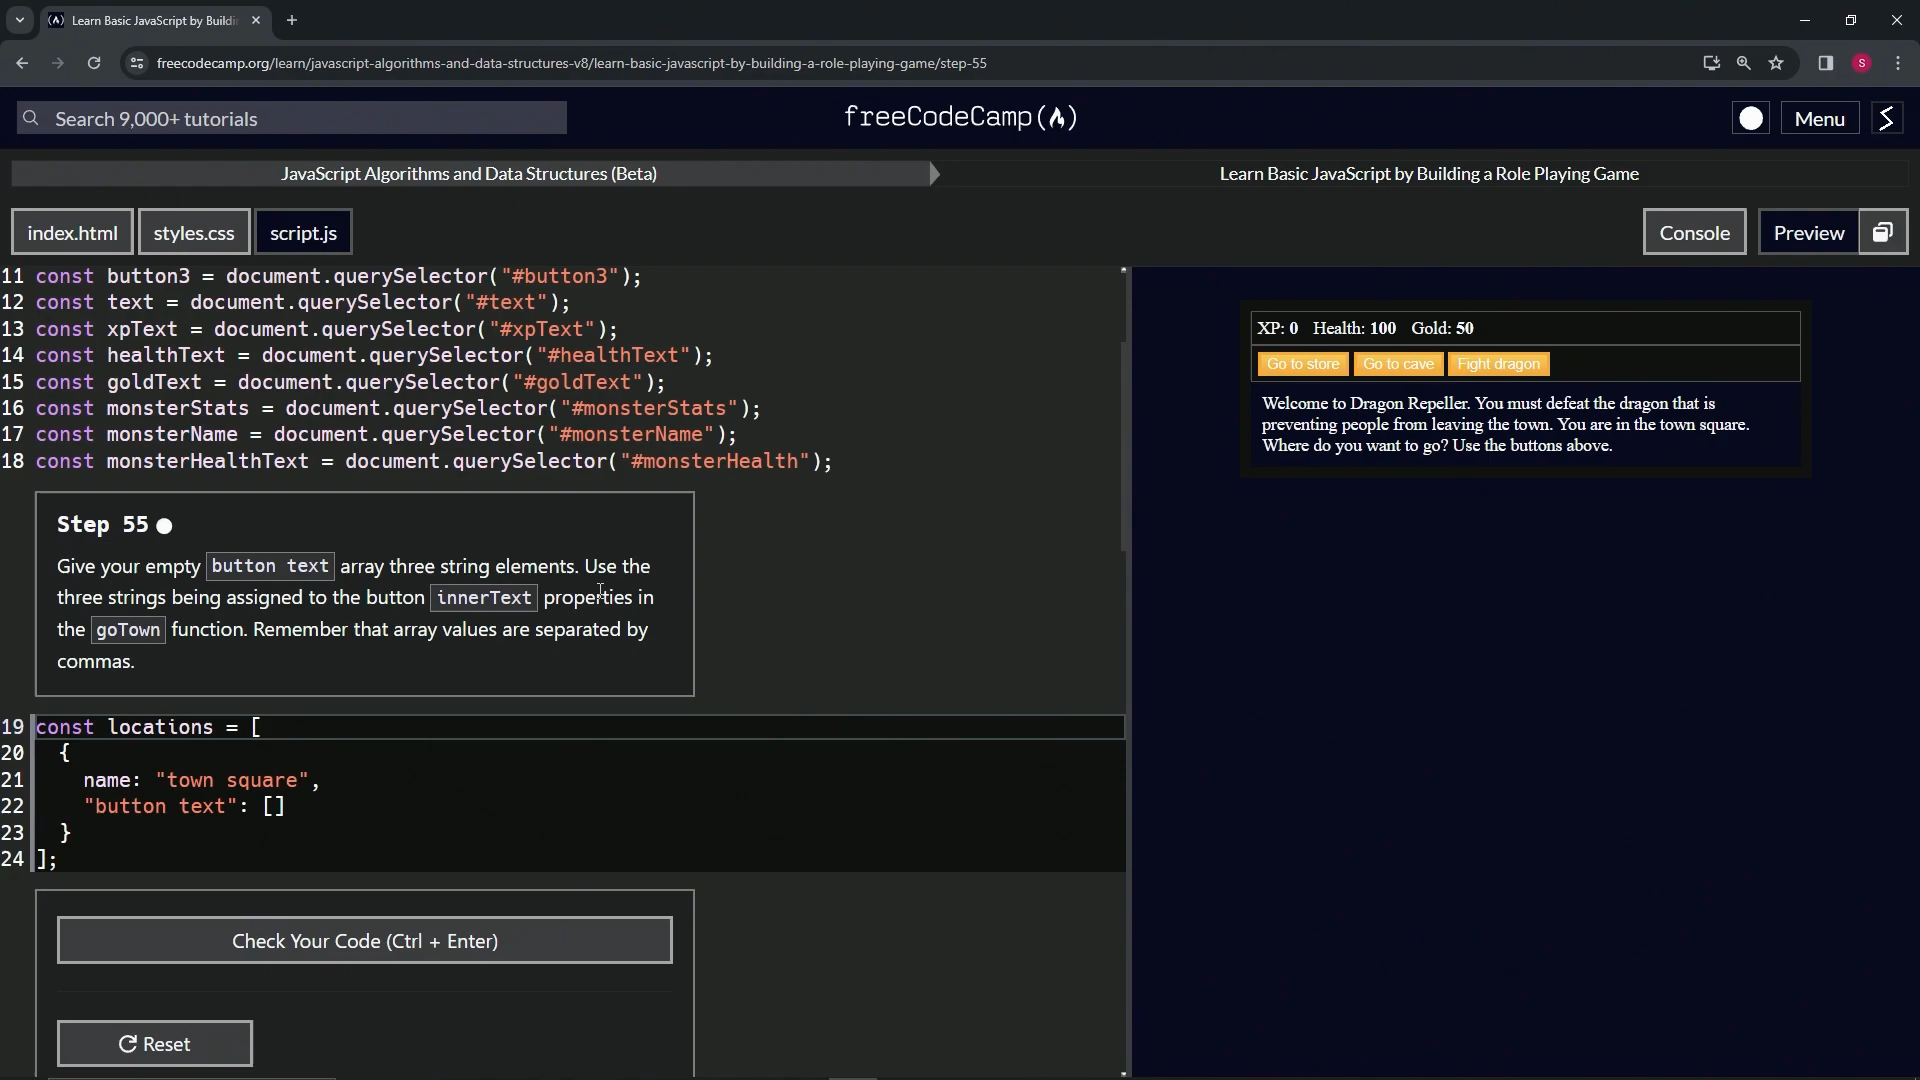 Learn Basic JavaScript by Buildi
freecodecamp.org/learn/javascript-algorithms-and-data-structures-v8/learn-basic-javascript-by-building-a-role-playing-game/step-55
S
Search 9,000+ tutorials
freeCodeCamp(🔥)
Menu
JavaScript Algorithms and Data Structures (Beta)
Learn Basic JavaScript by Building a Role Playing Game
index.html
styles.css
script.js
Console
Preview
11 const button3 = document.querySelector("#button3");
12 const text = document.querySelector("#text");
13 const xpText = document.querySelector("#xpText");
14 const healthText = document.querySelector("#healthText");
15 const goldText = document.querySelector("#goldText");
16 const monsterStats = document.querySelector("#monsterStats");
17 const monsterName = document.querySelector("#monsterName");
18 const monsterHealthText = document.querySelector("#monsterHealth");
Step 55
Give your empty button text array three string elements. Use the
three strings being assigned to the button innerText properties in
the goTown function. Remember that array values are separated by
commas.
19 const locations = [
20 {
21 name: "town square",
22 "button text": []
23 }
24 ];
Check Your Code (Ctrl + Enter)
Reset
XP: 0 Health: 100 Gold: 50
Go to store
Go to cave
Fight dragon
Welcome to Dragon Repeller. You must defeat the dragon that is
preventing people from leaving the town. You are in the town square.
Where do you want to go? Use the buttons above.